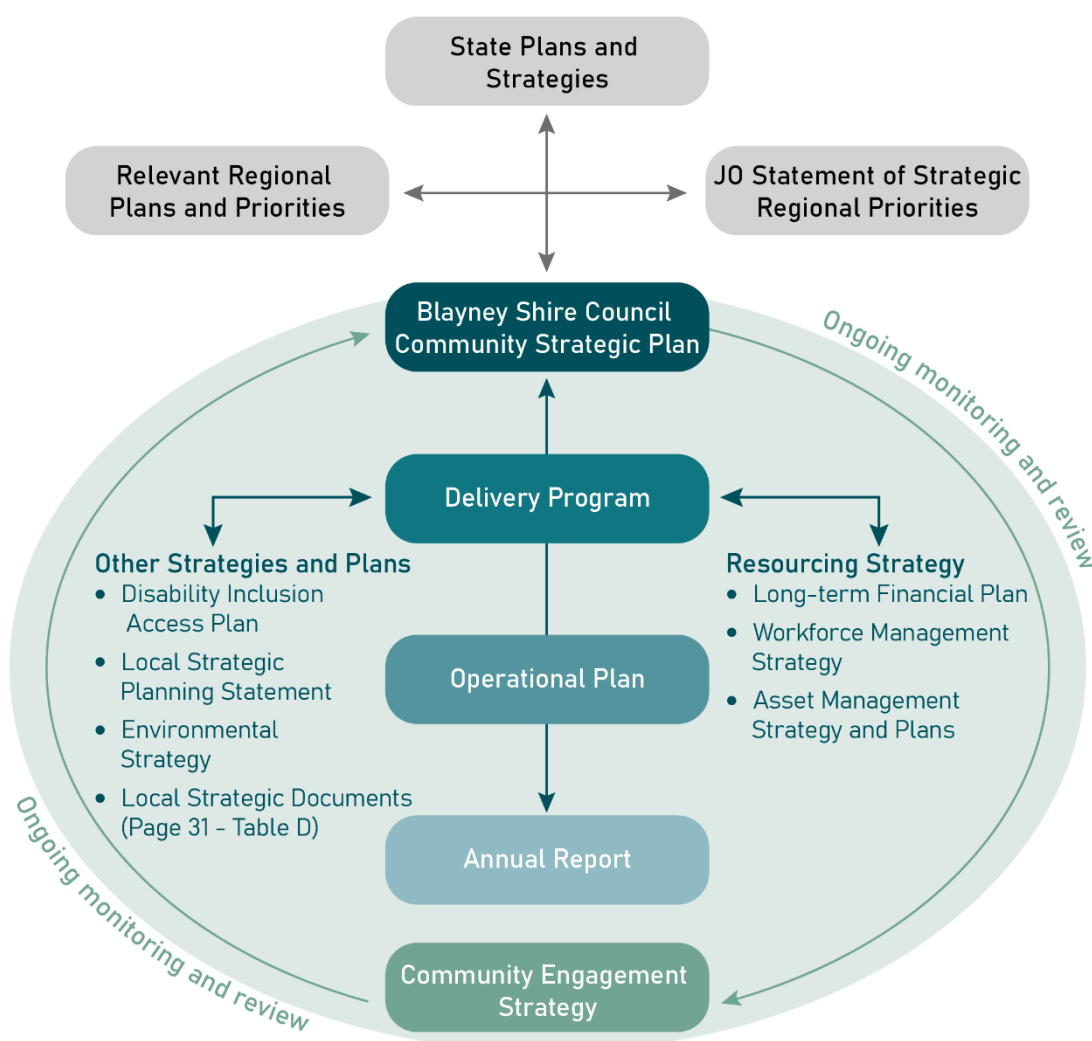 State Plans and
Strategies
Relevant Regional
Plans and Priorities
JO Statement of Strategic
Regional Priorities
Blayney Shire Council
Community Strategic Plan
Ongoing monitoring and review
Delivery Program
Other Strategies and Plans
• Disability Inclusion
Access Plan
• Local Strategic
Planning Statement
• Environmental
Strategy
• Local Strategic Documents
(Page 31 - Table D)
Resourcing Strategy
• Long-term Financial Plan
• Workforce Management
Strategy
• Asset Management
Strategy and Plans
Operational Plan
Annual Report
Ongoing monitoring and review
Community Engagement
Strategy